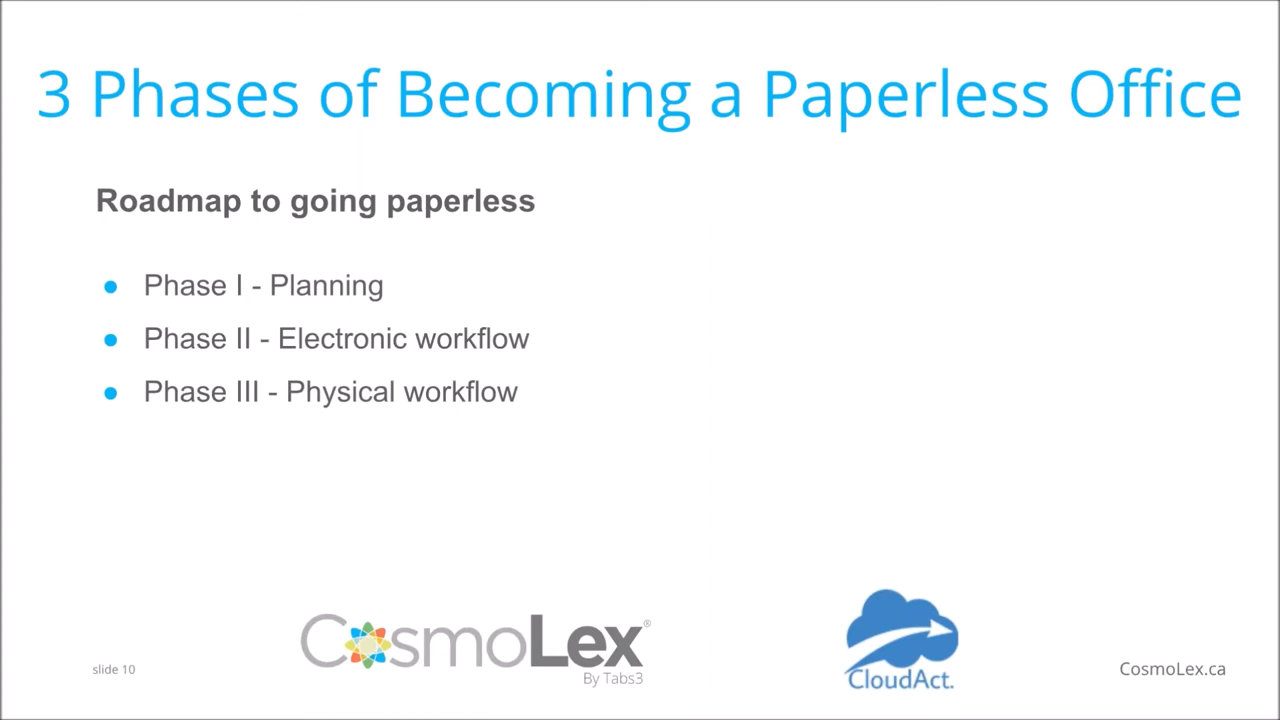 3 Phases of Becoming a Paperless Office
Roadmap to going paperless
● Phase I - Planning
● Phase II - Electronic workflow
● Phase III - Physical workflow
slide 10
CosmoLex®
By Tabs3
CloudAct.
CosmoLex.ca